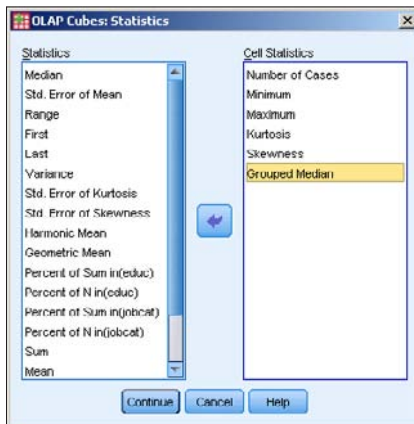 OLAP Cubes: Statistics
Statistics
Median
Std. Error of Mean
Range
First
Last
Variance
Std. Error of Kurtosis
Std. Error of Skewness
Harmonic Mean
Geometric Mean
Percent of Sum in(educ)
Percent of N in(educ)
Percent of Sum in(jobcat)
Percent of N in(jobcat)
Sum
Mean
Cell Statistics
Number of Cases
Minimum
Maximum
Kurtosis
Skewness
Grouped Median
Continue
Cancel
Help